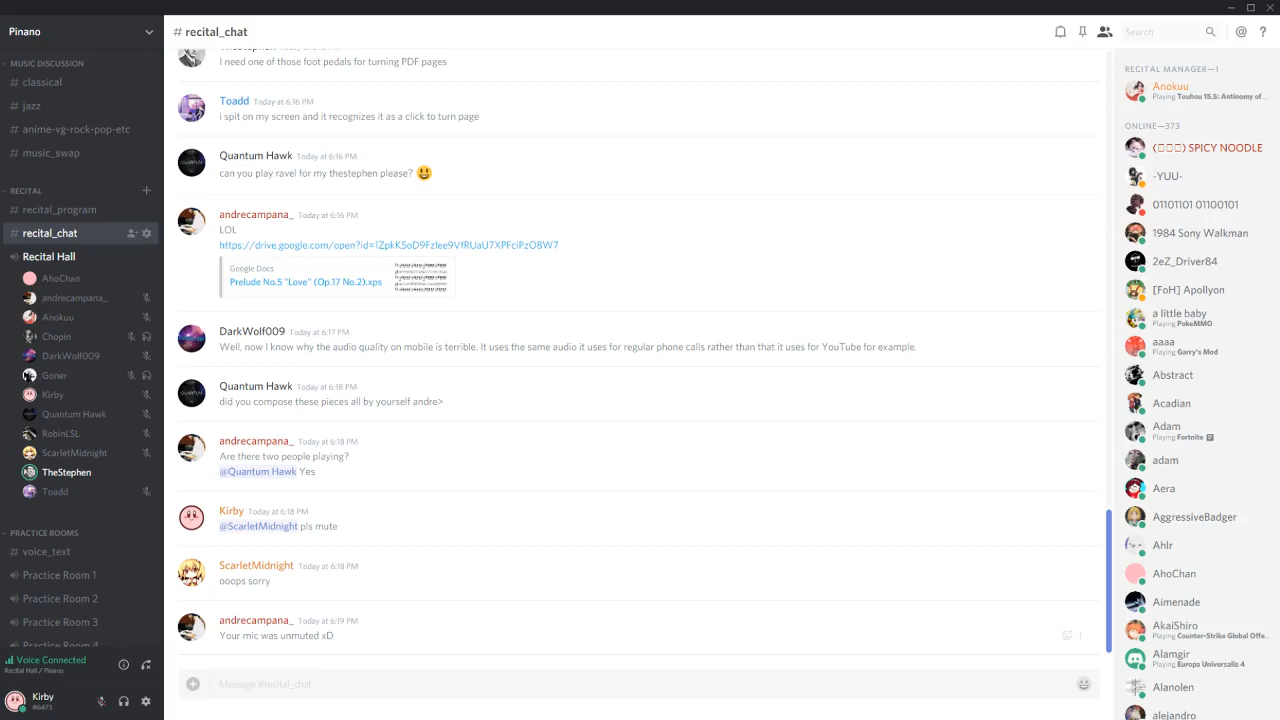 Pinano
# recital_chat
Search
MUSIC DISCUSSION
# classical
# jazz
# anime-vg-rock-pop-etc
# music_swap
RECITAL
# recital_program
# recital_chat
Recital Hall
AhoChan
andrecampana_
Anokuu
Chopin
DarkWolf009
Goner
Kirby
Quantum Hawk
RobinLSL
ScarletMidnight
TheStephen
Toadd
PRACTICE ROOMS
# voice_text
Practice Room 1
Practice Room 2
Practice Room 3
Practice Room 4
Voice Connected
Recital Hall / Pinano
Kirby
#6473
I need one of those foot pedals for turning PDF pages
Toadd Today at 6:16 PM
i spit on my screen and it recognizes it as a click to turn page
Quantum Hawk Today at 6:16 PM
can you play ravel for my thestephen please? 😃
andrecampana_ Today at 6:16 PM
LOL
https://drive.google.com/open?id=1ZpkK5oD9Fzlee9VfRUaU7XPFciPzO8W7
Google Docs
Prelude No.5 "Love" (Op.17 No.2).xps
DarkWolf009 Today at 6:17 PM
Well, now I know why the audio quality on mobile is terrible. It uses the same audio it uses for regular phone calls rather than that it uses for YouTube for example.
Quantum Hawk Today at 6:18 PM
did you compose these pieces all by yourself andre>
andrecampana_ Today at 6:18 PM
Are there two people playing?
@Quantum Hawk Yes
Kirby Today at 6:18 PM
@ScarletMidnight pls mute
ScarletMidnight Today at 6:18 PM
ooops sorry
andrecampana_ Today at 6:19 PM
Your mic was unmuted xD
Message #recital_chat
RECITAL MANAGER—1
Anokuu
Playing Touhou 15.5: Antinomy of ...
ONLINE—373
(▯▯▯) SPICY NOODLE
-YUU-
01101101 01100101
1984 Sony Walkman
2eZ_Driver84
[FoH] Apollyon
a little baby
Playing PokeMMO
aaaa
Playing Garry's Mod
Abstract
Acadian
Adam
Playing Fortnite
adam
Aera
AggressiveBadger
Ahlr
AhoChan
Aimenade
AkaiShiro
Playing Counter-Strike Global Offe...
Alamgir
Playing Europa Universalis 4
Alanolen
alejandro